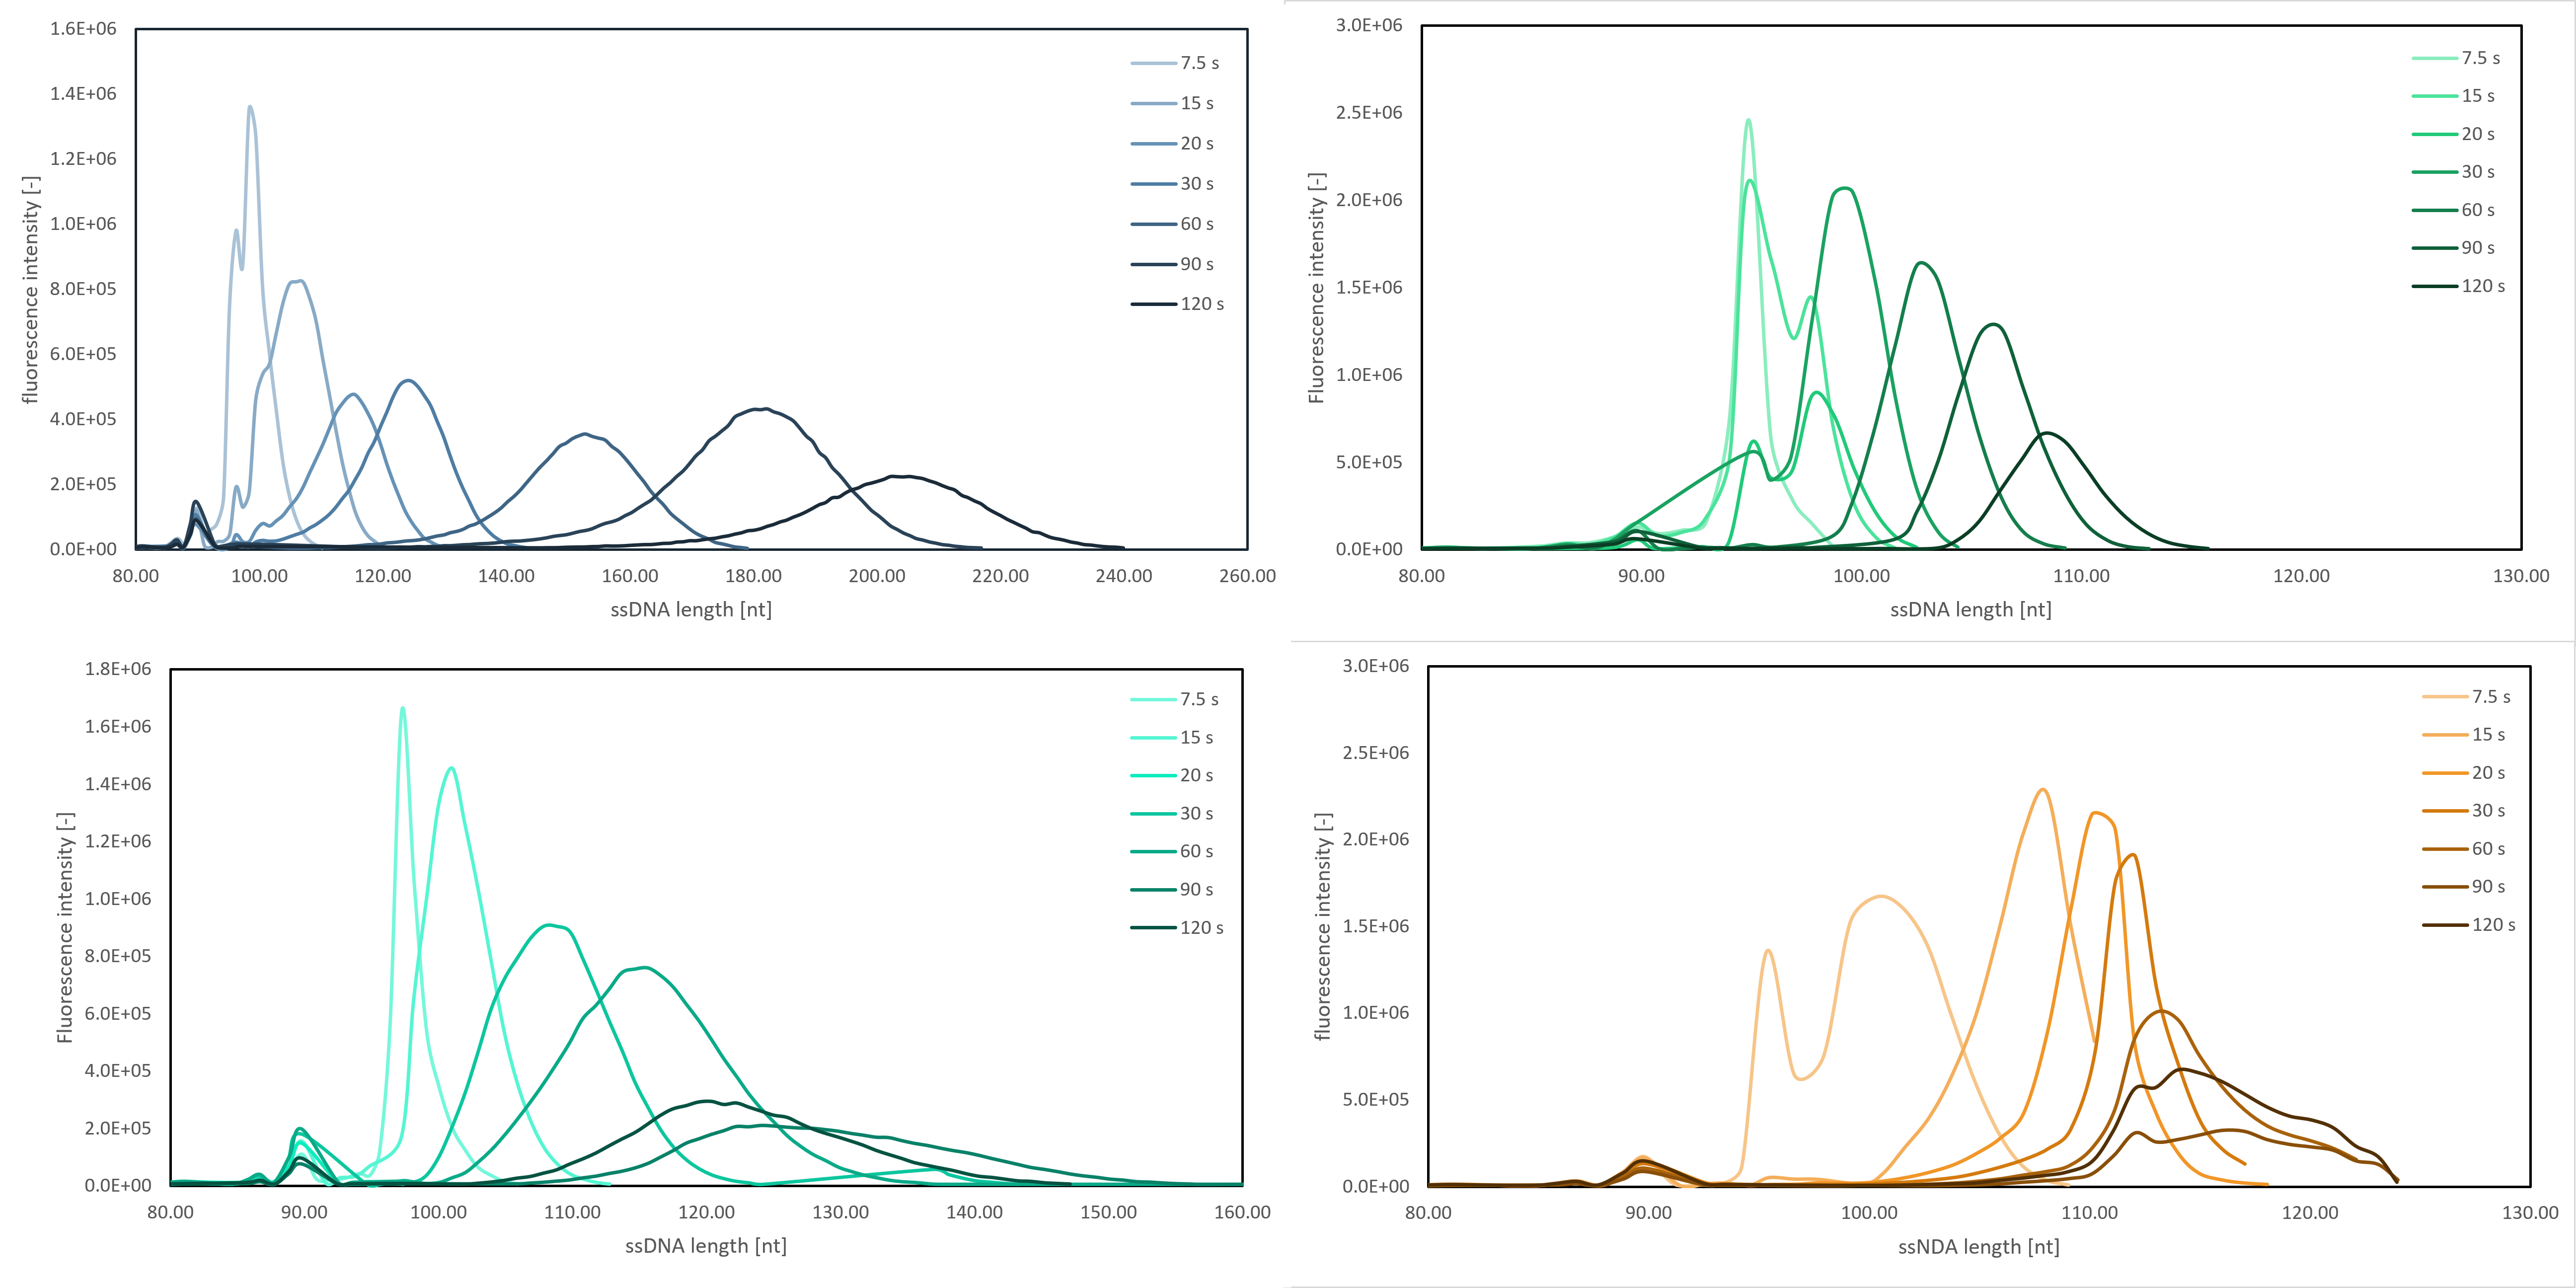 1.6E+06
1.4E+06
1.2E+06
1.0E+06
8.0E+05
6.0E+05
4.0E+05
2.0E+05
0.0E+00
fluorescence intensity [-]
80.00 100.00 120.00 140.00 160.00 180.00 200.00 220.00 240.00 260.00
ssDNA length [nt]
7.5 s
15 s
20 s
30 s
60 s
90 s
120 s
3.0E+06
2.5E+06
2.0E+06
1.5E+06
1.0E+06
5.0E+05
0.0E+00
Fluorescence intensity [-]
80.00 90.00 100.00 110.00 120.00 130.00
ssDNA length [nt]
7.5 s
15 s
20 s
30 s
60 s
90 s
120 s
1.8E+06
1.6E+06
1.4E+06
1.2E+06
1.0E+06
8.0E+05
6.0E+05
4.0E+05
2.0E+05
0.0E+00
Fluorescence intensity [-]
80.00 90.00 100.00 110.00 120.00 130.00 140.00 150.00 160.00
ssDNA length [nt]
7.5 s
15 s
20 s
30 s
60 s
90 s
120 s
3.0E+06
2.5E+06
2.0E+06
1.5E+06
1.0E+06
5.0E+05
0.0E+00
fluorescence intensity [-]
80.00 90.00 100.00 110.00 120.00 130.00
ssNDA length [nt]
7.5 s
15 s
20 s
30 s
60 s
90 s
120 s